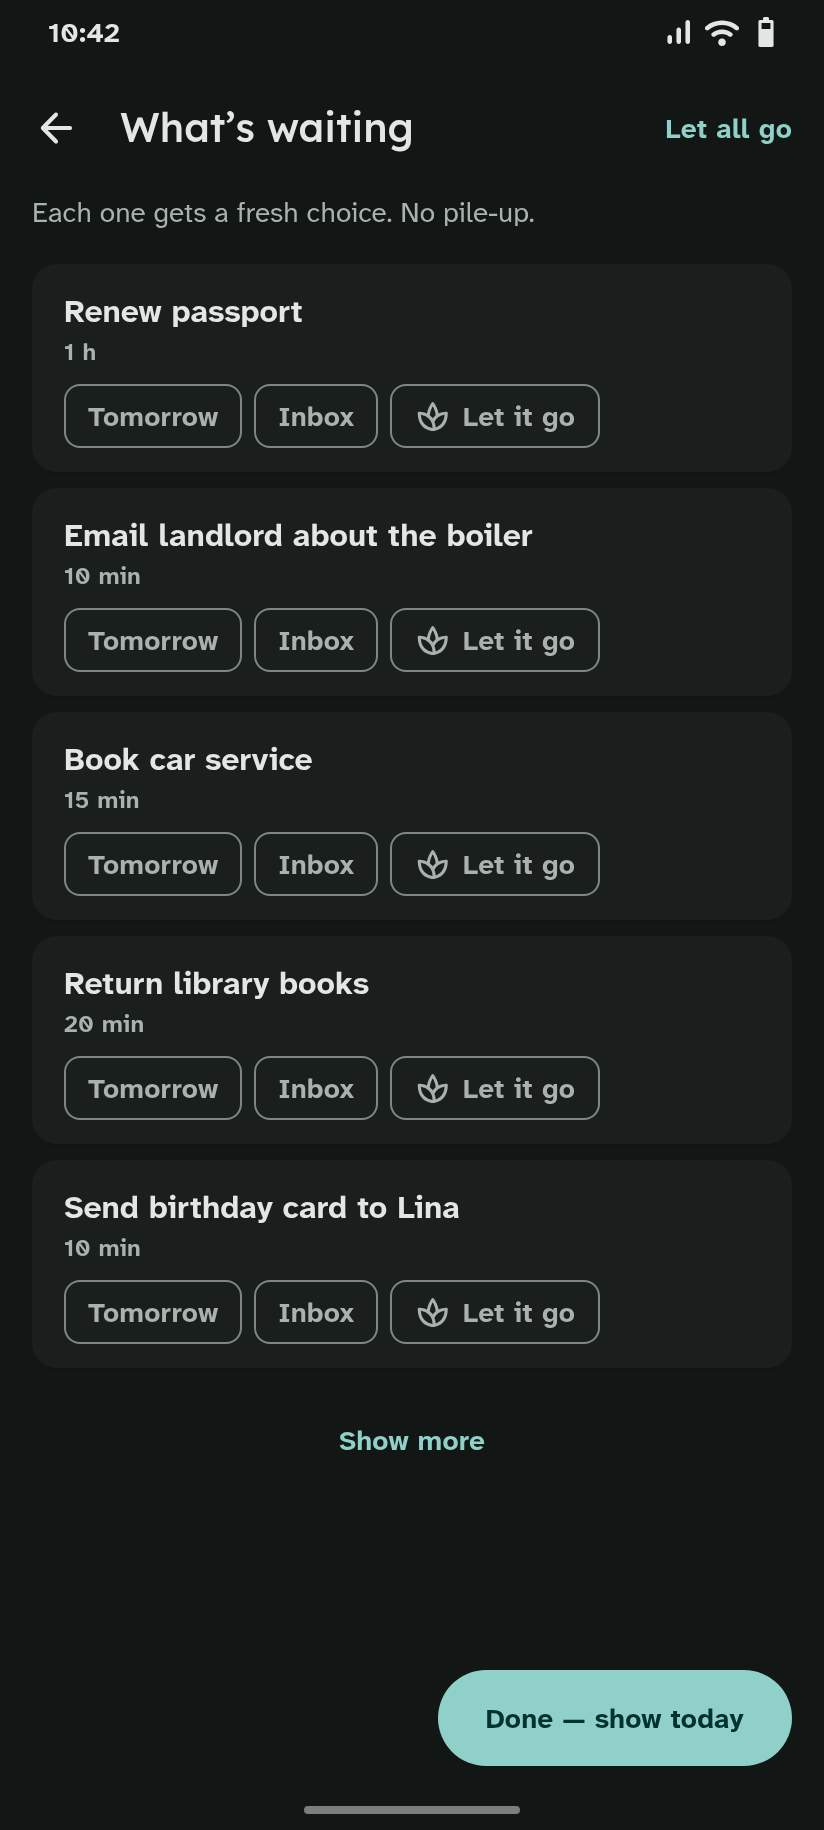 10:42
What’s waiting
Let all go
Each one gets a fresh choice. No pile-up.
Renew passport
1 h
Tomorrow Inbox Let it go
Email landlord about the boiler
10 min
Tomorrow Inbox Let it go
Book car service
15 min
Tomorrow Inbox Let it go
Return library books
20 min
Tomorrow Inbox Let it go
Send birthday card to Lina
10 min
Tomorrow Inbox Let it go
Show more
Done — show today